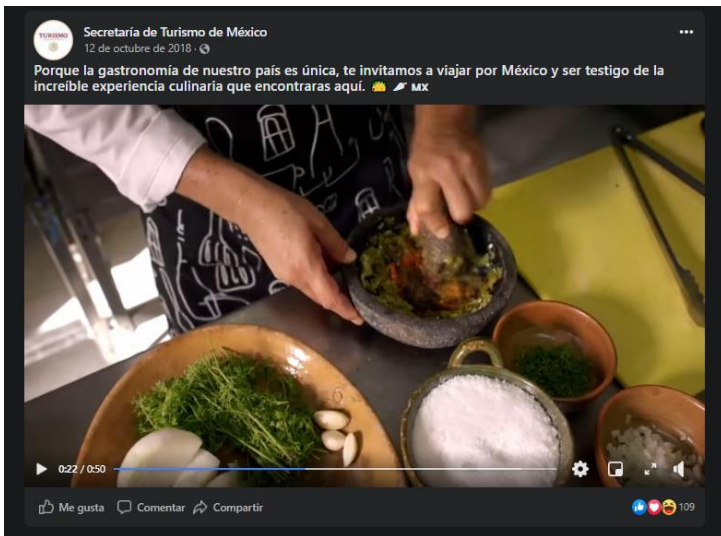 TURISMO
Secretaría de Turismo de México
12 de octubre de 2018 ·
Porque la gastronomía de nuestro país es única, te invitamos a viajar por México y ser testigo de la
increíble experiencia culinaria que encontraras aquí. MX
0:22 / 0:50
Me gusta Comentar Compartir 109